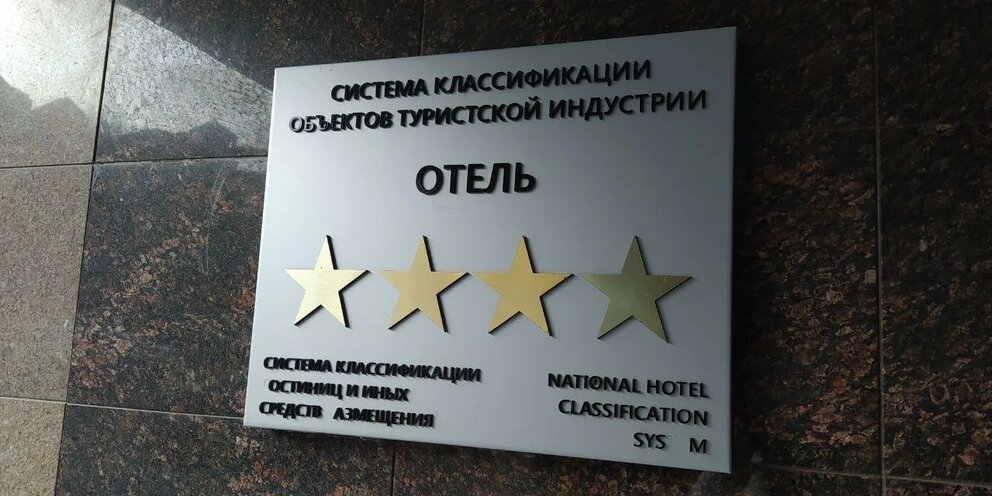 СИСТЕМА КЛАССИФИКАЦИИ
ОБЪЕКТОВ ТУРИСТСКОЙ ИНДУСТРИИ
ОТЕЛЬ
СИСТЕМА КЛАССИФИКАЦИИ
ОСТИНИЦ И ИНЫХ
СРЕДСТВ АЗМЕЩЕНИЯ
NATIONAL HOTEL
CLASSIFICATION
SYS M